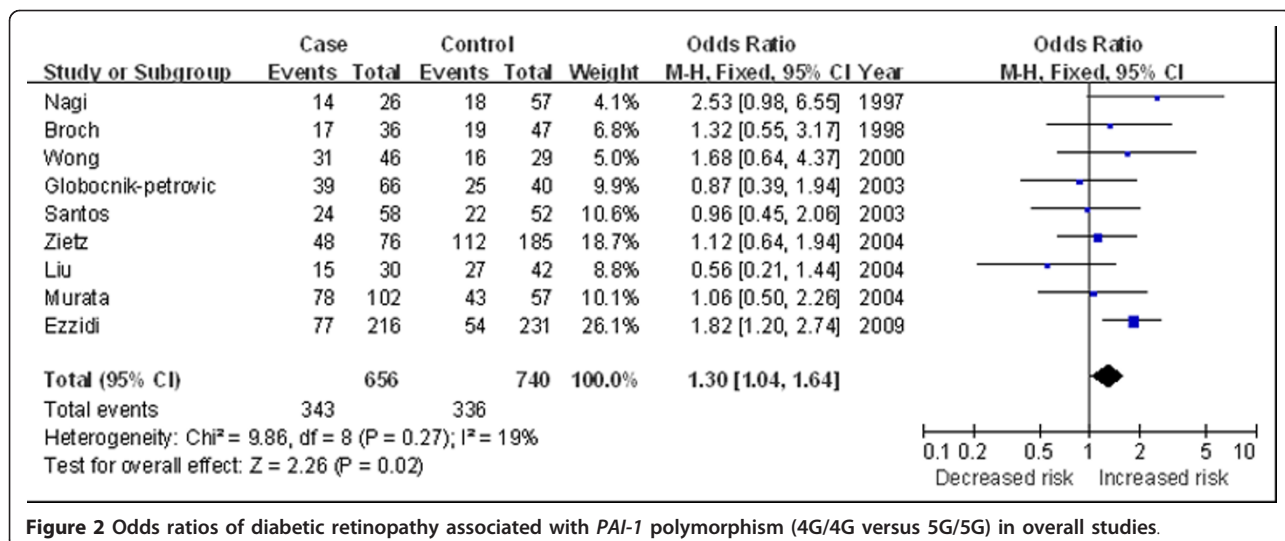 Case Control Odds Ratio Odds Ratio
Study or Subgroup Events Total Events Total Weight M-H, Fixed, 95% CI Year M-H, Fixed, 95% CI
Nagi 14 26 18 57 4.1% 2.53 [0.98, 6.55] 1997
Broch 17 36 19 47 6.8% 1.32 [0.55, 3.17] 1998
Wong 31 46 16 29 5.0% 1.68 [0.64, 4.37] 2000
Globocnik-petrovic 39 66 25 40 9.9% 0.87 [0.39, 1.94] 2003
Santos 24 58 22 52 10.6% 0.96 [0.45, 2.06] 2003
Zietz 48 76 112 185 18.7% 1.12 [0.64, 1.94] 2004
Liu 15 30 27 42 8.8% 0.56 [0.21, 1.44] 2004
Murata 78 102 43 57 10.1% 1.06 [0.50, 2.26] 2004
Ezzidi 77 216 54 231 26.1% 1.82 [1.20, 2.74] 2009
Total (95% CI) 656 740 100.0% 1.30 [1.04, 1.64]
Total events 343 336
Heterogeneity: Chi² = 9.86, df = 8 (P = 0.27); I² = 19%
Test for overall effect: Z = 2.26 (P = 0.02)
0.1 0.2 0.5 1 2 5 10
Decreased risk Increased risk
Figure 2 Odds ratios of diabetic retinopathy associated with PAI-1 polymorphism (4G/4G versus 5G/5G) in overall studies.